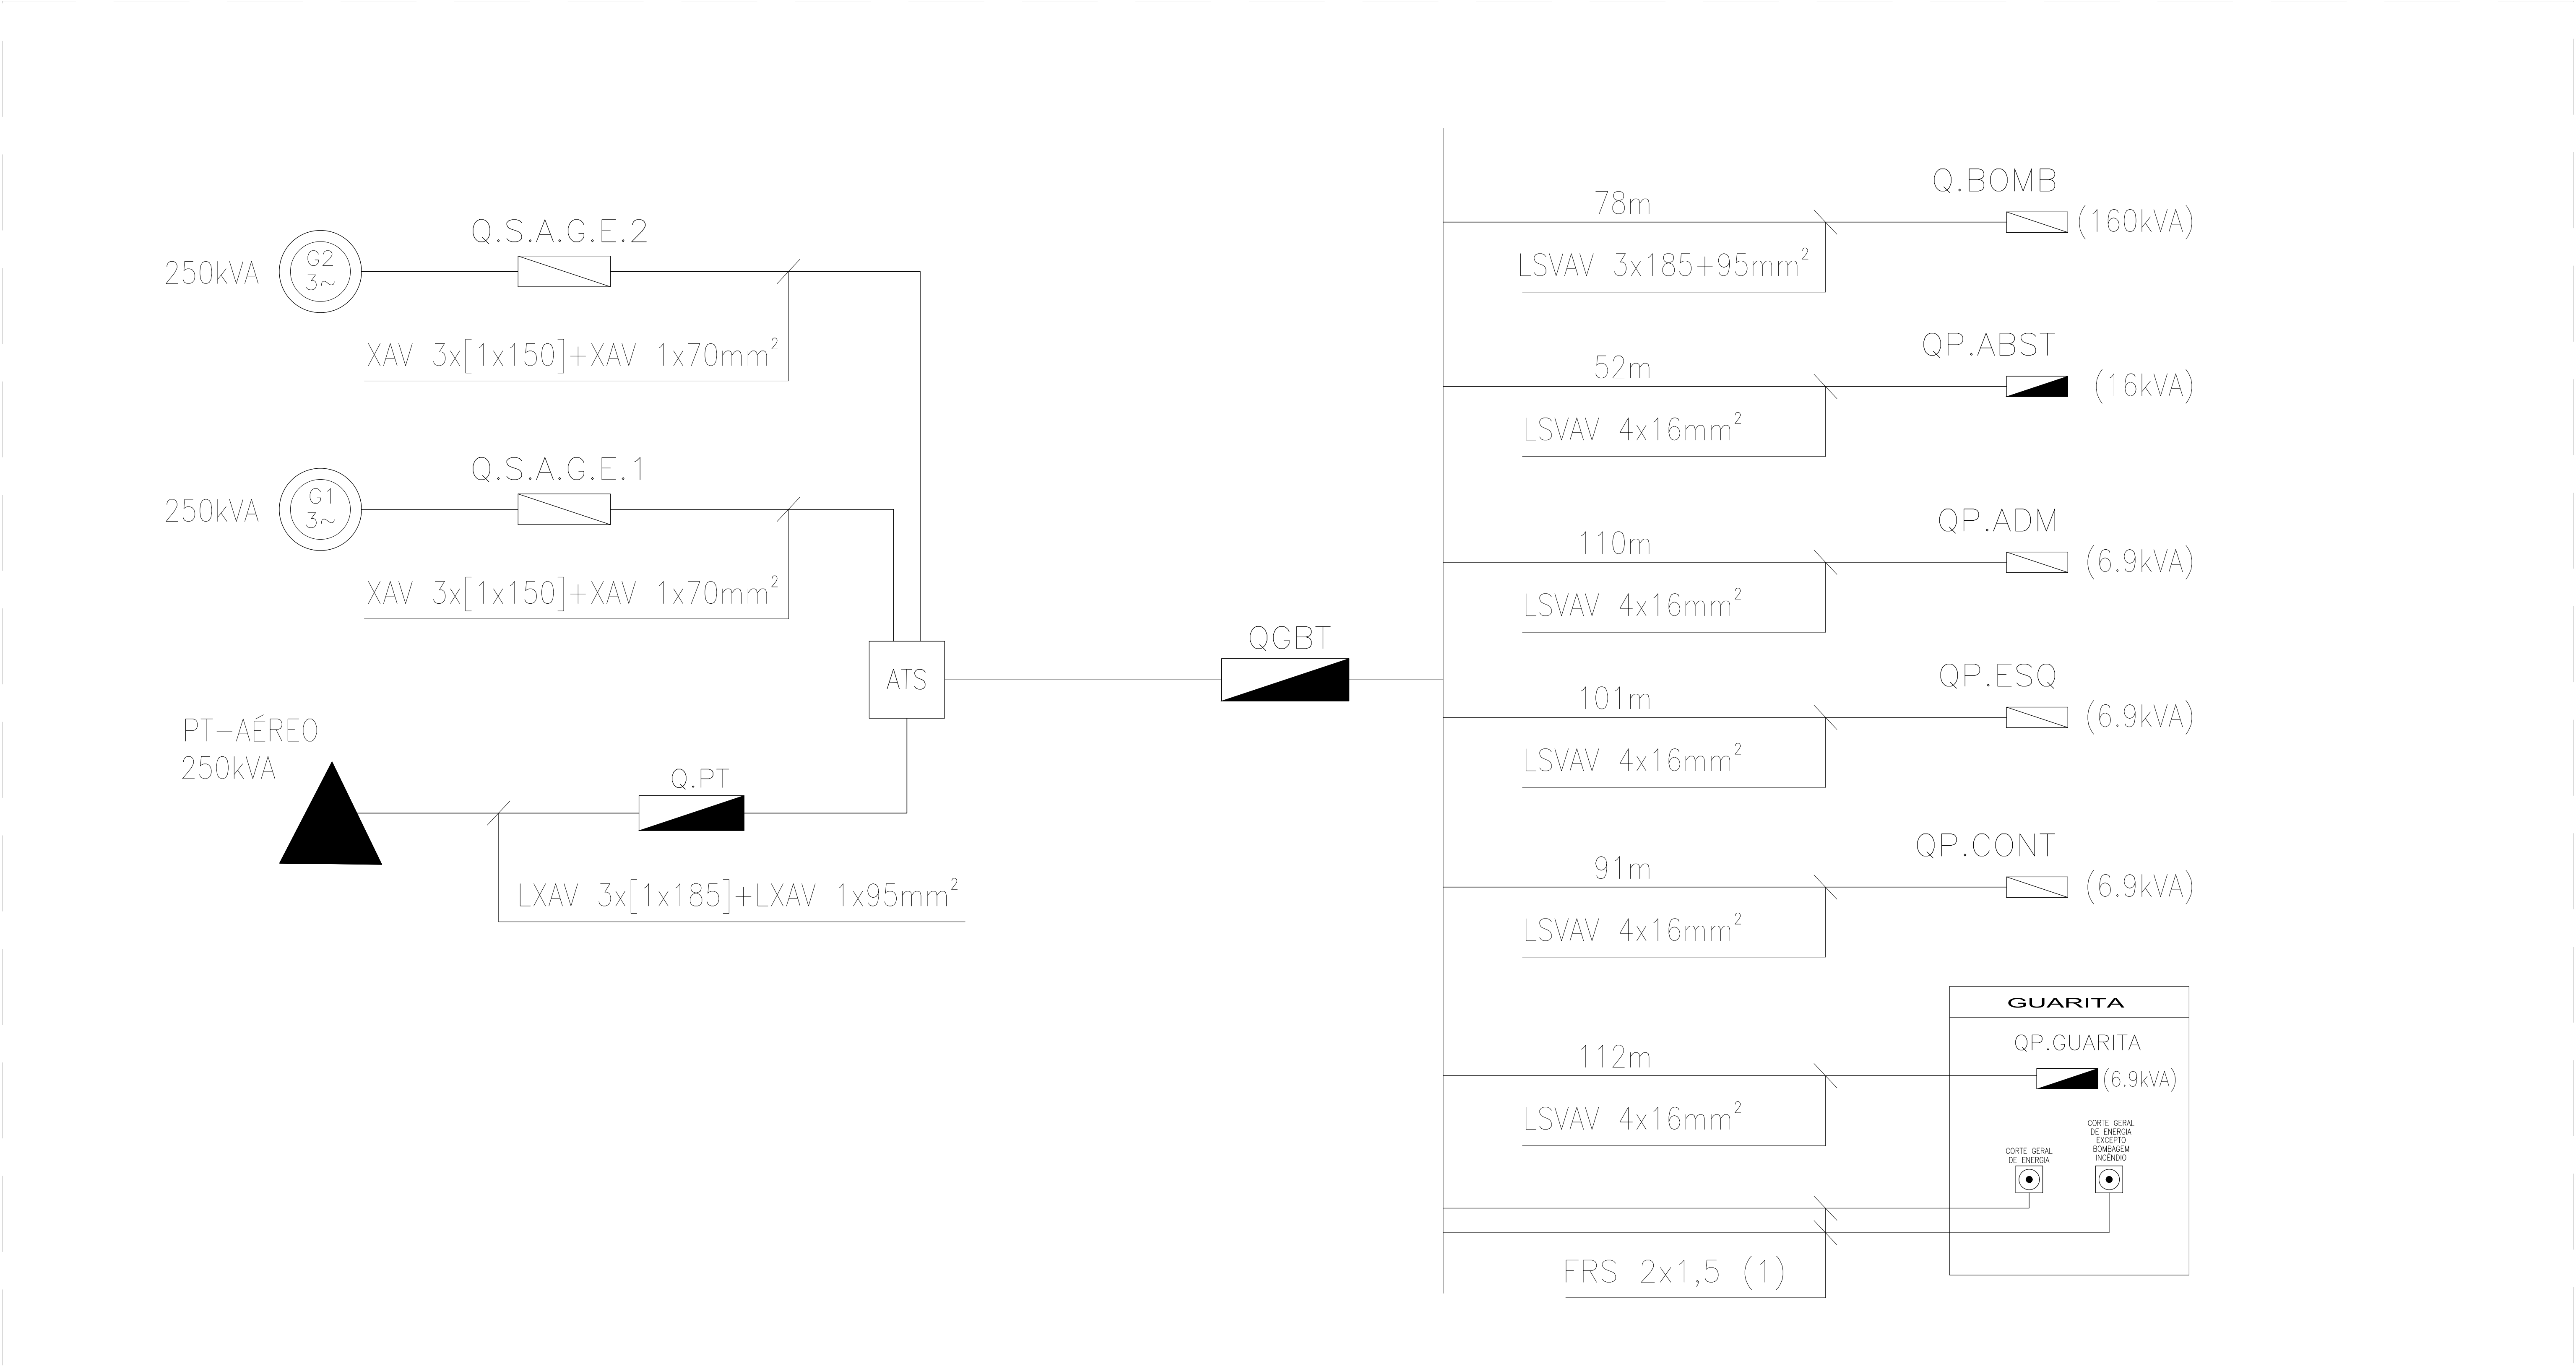 Q.S.A.G.E.2
250kVA
G2
3~
XAV 3x[1x150]+XAV 1x70mm²
Q.S.A.G.E.1
250kVA
G1
3~
XAV 3x[1x150]+XAV 1x70mm²
ATS
PT-AÉREO
250kVA
Q.PT
LXAV 3x[1x185]+LXAV 1x95mm²
QGBT
78m
Q.BOMB
(160kVA)
LSVAV 3x185+95mm²
52m
QP.ABST
(16kVA)
LSVAV 4x16mm²
110m
QP.ADM
(6.9kVA)
LSVAV 4x16mm²
101m
QP.ESQ
(6.9kVA)
LSVAV 4x16mm²
91m
QP.CONT
(6.9kVA)
LSVAV 4x16mm²
GUARITA
112m
QP.GUARITA
(6.9kVA)
LSVAV 4x16mm²
CORTE GERAL
DE ENERGIA
CORTE GERAL
DE ENERGIA
EXCEPTO
BOMBAGEM
INCÊNDIO
FRS 2x1,5 (1)